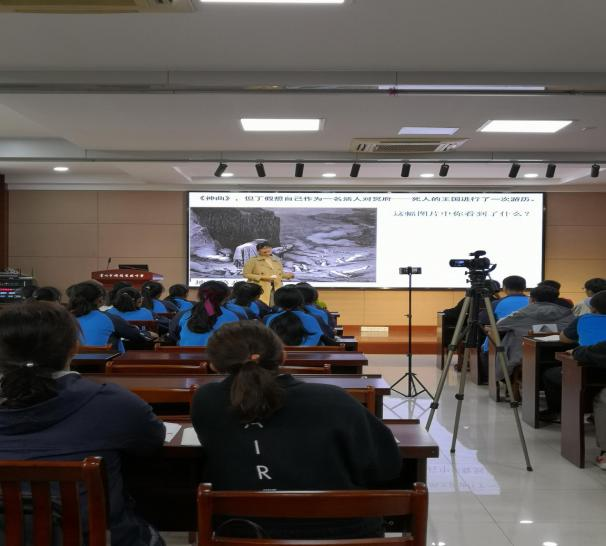 《神曲》，但丁假想自己作为一名活人对冥府——死人的王国进行了一次游历。
这幅图片中你看到了什么？
A I R